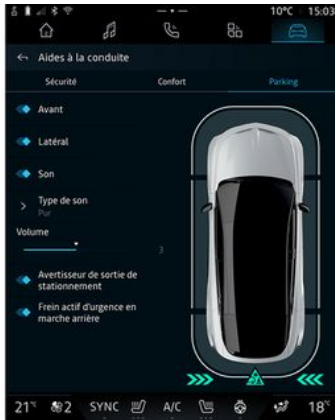 10°C 15:03
Aides à la conduite
Sécurité Confort Parking
Avant
Latéral
Son
Type de son
Pur
Volume
3
Avertisseur de sortie de
stationnement
Frein actif d'urgence en
marche arrière
21° 2 SYNC A/C 18°